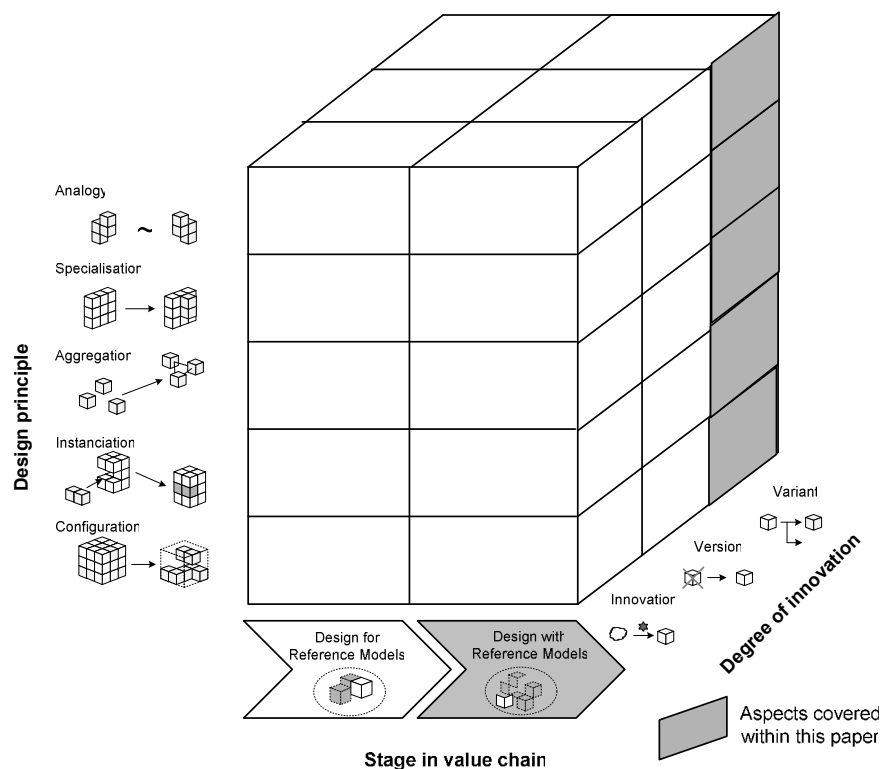 Analogy
~
Specialisation
Aggregation
Design principle
Instanciation
Configuration
Variant
Version
Innovation
Degree of innovation
Design for
Reference Models
Design with
Reference Models
Aspects covered
within this paper
Stage in value chain